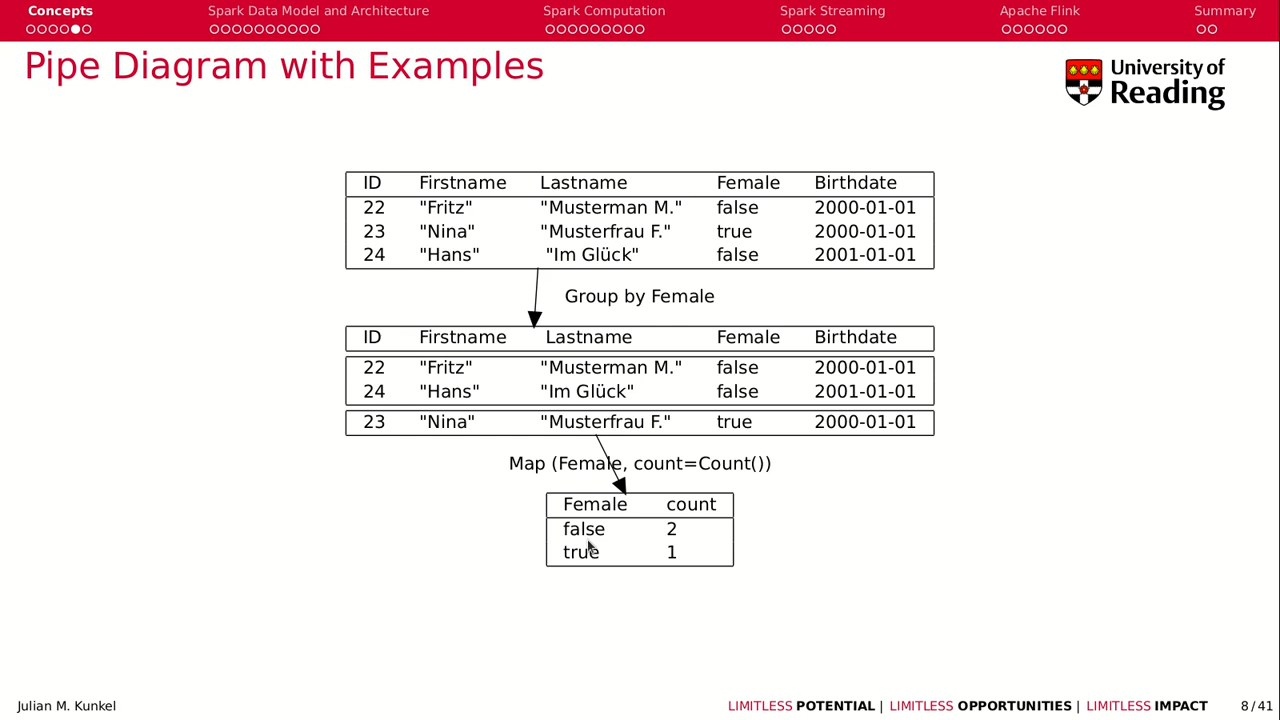 Concepts Spark Data Model and Architecture Spark Computation Spark Streaming Apache Flink Summary
Pipe Diagram with Examples
University of
Reading
ID Firstname Lastname Female Birthdate
22 "Fritz" "Musterman M." false 2000-01-01
23 "Nina" "Musterfrau F." true 2000-01-01
24 "Hans" "Im Glück" false 2001-01-01
Group by Female
ID Firstname Lastname Female Birthdate
22 "Fritz" "Musterman M." false 2000-01-01
24 "Hans" "Im Glück" false 2001-01-01
23 "Nina" "Musterfrau F." true 2000-01-01
Map (Female, count=Count())
Female count
false 2
true 1
Julian M. Kunkel LIMITLESS POTENTIAL | LIMITLESS OPPORTUNITIES | LIMITLESS IMPACT 8/41